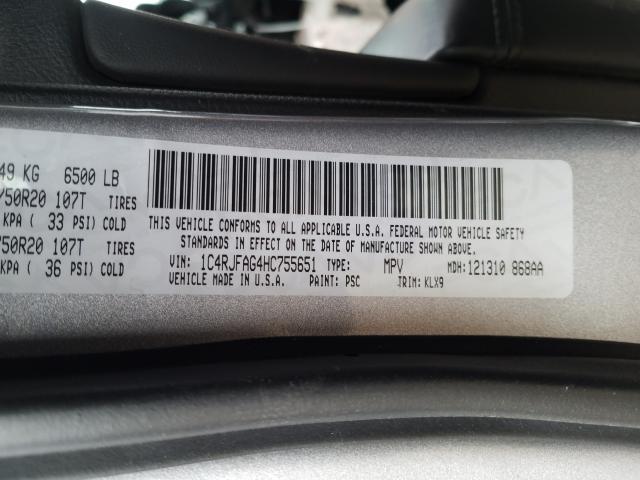 49 KG 6500 LB
/50R20 107T TIRES
KPA ( 33 PSI) COLD
/50R20 107T TIRES
KPA ( 36 PSI) COLD
THIS VEHICLE CONFORMS TO ALL APPLICABLE U.S.A. FEDERAL MOTOR VEHICLE SAFETY
STANDARDS IN EFFECT ON THE DATE OF MANUFACTURE SHOWN ABOVE.
VIN: 1C4RJFAG4HC755651 TYPE: MPV MDH:121310 868AA
VEHICLE MADE IN U.S.A. PAINT: PSC TRIM: KLX9